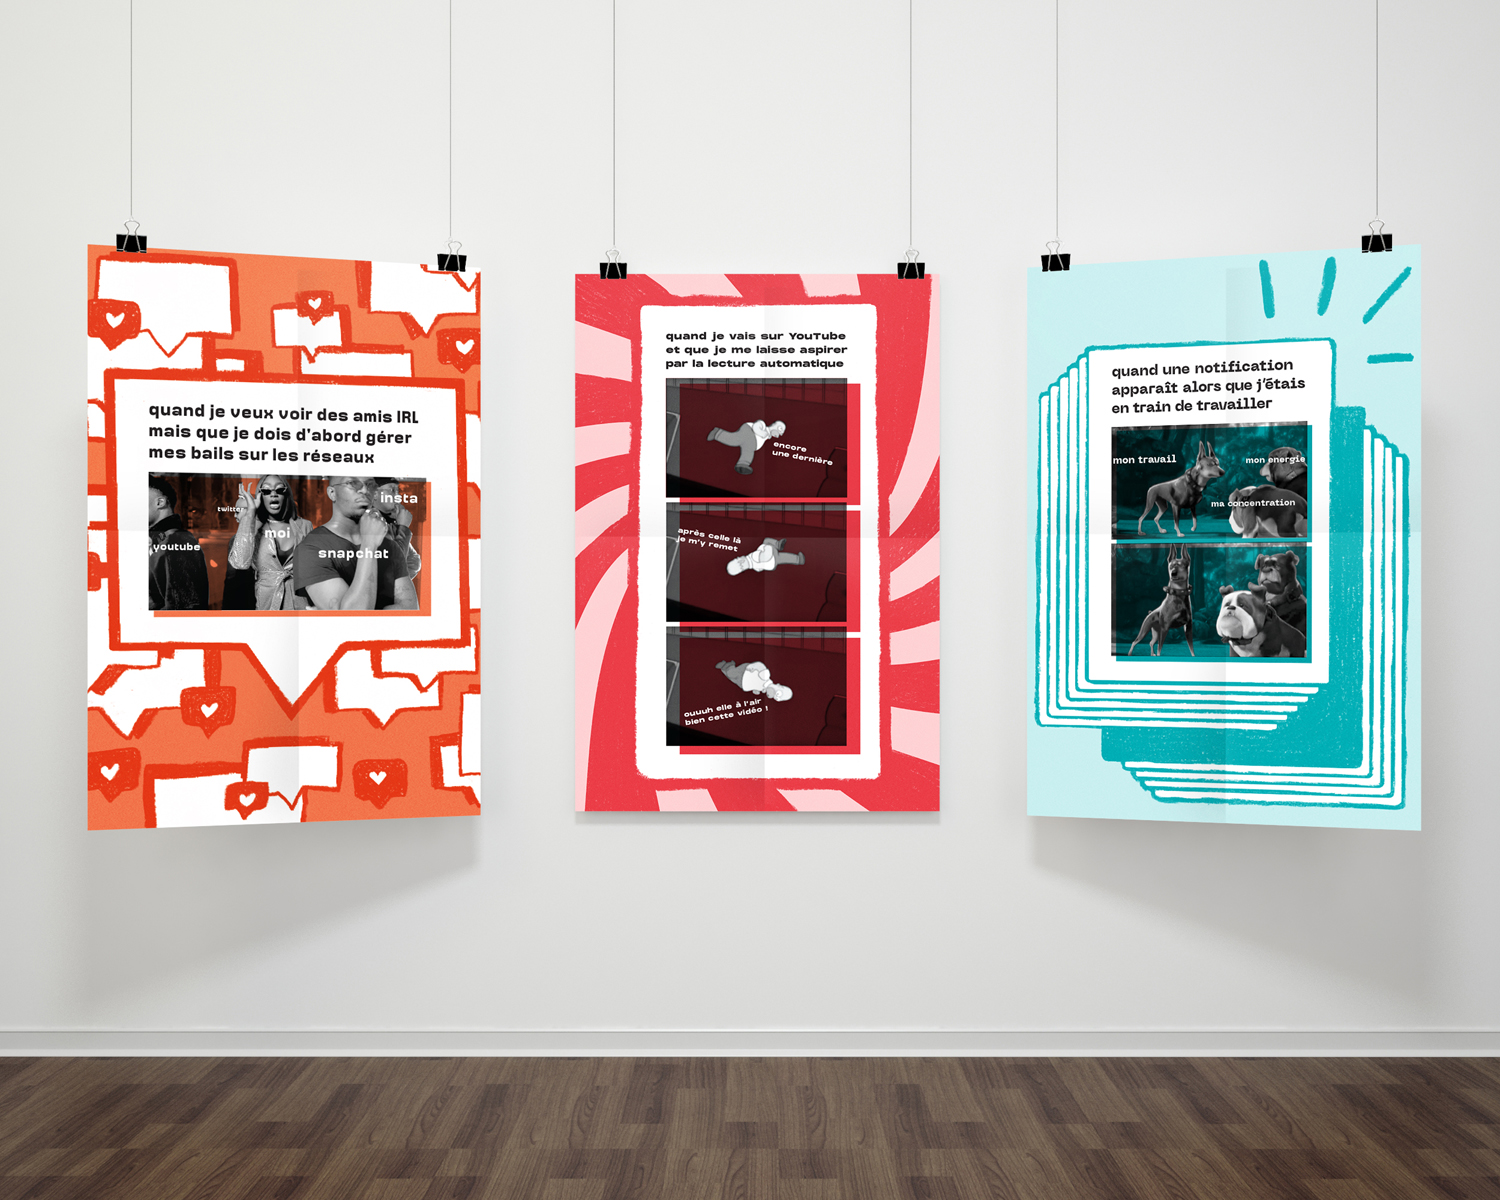 quand je veux voir des amis IRL
mais que je dois d'abord gérer
mes bails sur les réseaux
insta
twitter
moi
youtube
snapchat
quand je vais sur YouTube
et que je me laisse aspirer
par la lecture automatique
encore
une dernière
après celle là
je m'y remet
ouuuh elle à l'air
bien cette vidéo !
quand une notification
apparaît alors que j'étais
en train de travailler
mon travail
mon énergie
ma concentration